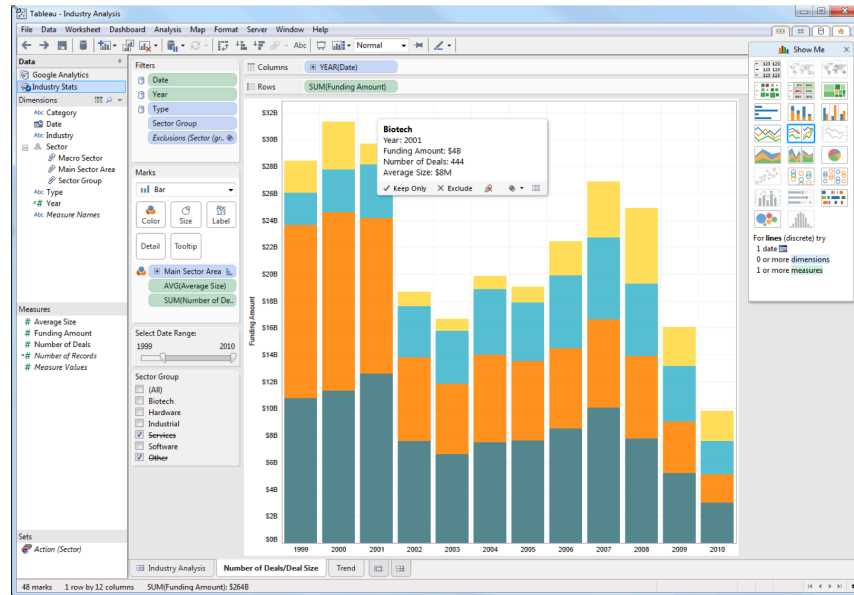 Tableau - Industry Analysis
File Data Worksheet Dashboard Analysis Map Format Server Window Help
Abc
Normal
Data
Google Analytics
Industry Stats
Dimensions
Abc Category
Date
Abc Industry
Sector
Macro Sector
Main Sector Area
Sector Group
Abc Type
# Year
Abc Measure Names
Measures
# Average Size
# Funding Amount
# Number of Deals
# Number of Records
# Measure Values
Sets
Action (Sector)
Filters
Date
Year
Type
Sector Group
Exclusions (Sector (gr..
Marks
Bar
Color Size Abc 123 Label
Detail Tooltip
Main Sector Area
AVG(Average Size)
SUM(Number of De..
Select Date Range:
1999 2010
Sector Group
(All)
Biotech
Hardware
Industrial
Services
Software
Other
Columns YEAR(Date)
Rows SUM(Funding Amount)
Funding Amount
$32B
$30B
$28B
$26B
$24B
$22B
$20B
$18B
$16B
$14B
$12B
$10B
$8B
$6B
$4B
$2B
$0B
Biotech
Year: 2001
Funding Amount: $4B
Number of Deals: 444
Average Size: $8M
Keep Only Exclude
1999 2000 2001 2002 2003 2004 2005 2006 2007 2008 2009 2010
Show Me
For lines (discrete) try
1 date
0 or more dimensions
1 or more measures
Industry Analysis Number of Deals/Deal Size Trend
48 marks 1 row by 12 columns SUM(Funding Amount): $264B